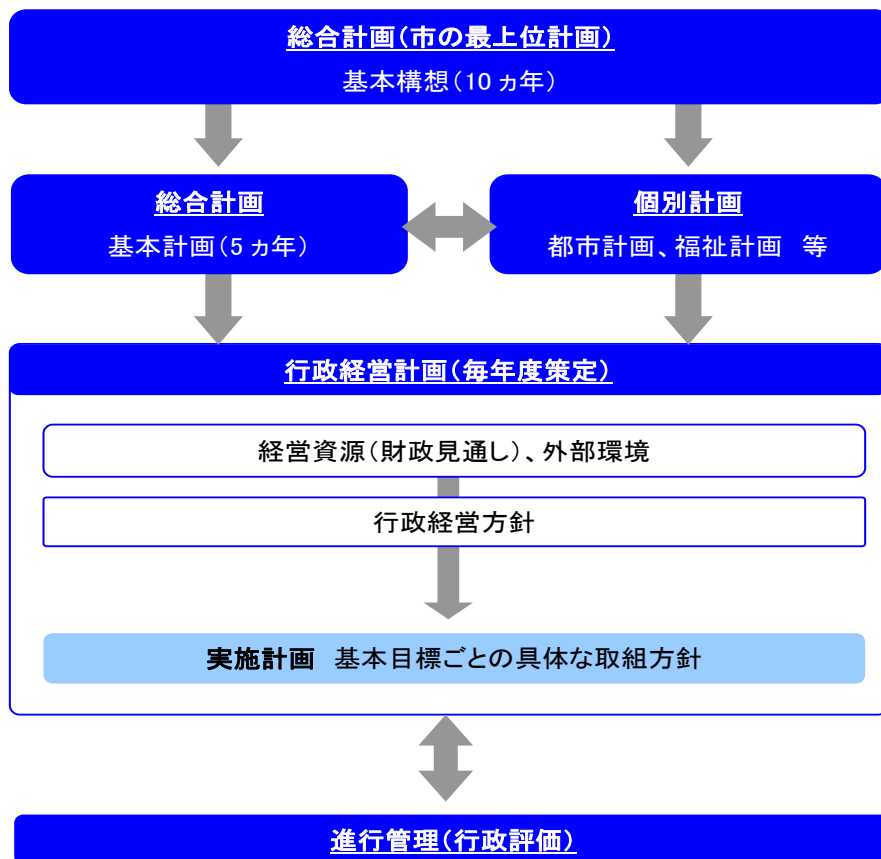 総合計画(市の最上位計画)
基本構想(10ヵ年)
総合計画
基本計画(5ヵ年)
個別計画
都市計画、福祉計画 等
行政経営計画(毎年度策定)
経営資源(財政見通し)、外部環境
行政経営方針
実施計画 基本目標ごとの具体な取組方針
進行管理(行政評価)